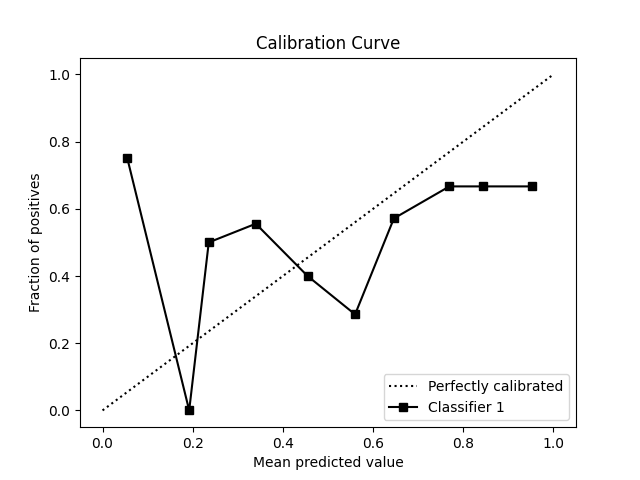 Calibration Curve
Fraction of positives
1.0
0.8
0.6
0.4
0.2
0.0
Perfectly calibrated
Classifier 1
0.0 0.2 0.4 0.6 0.8 1.0
Mean predicted value